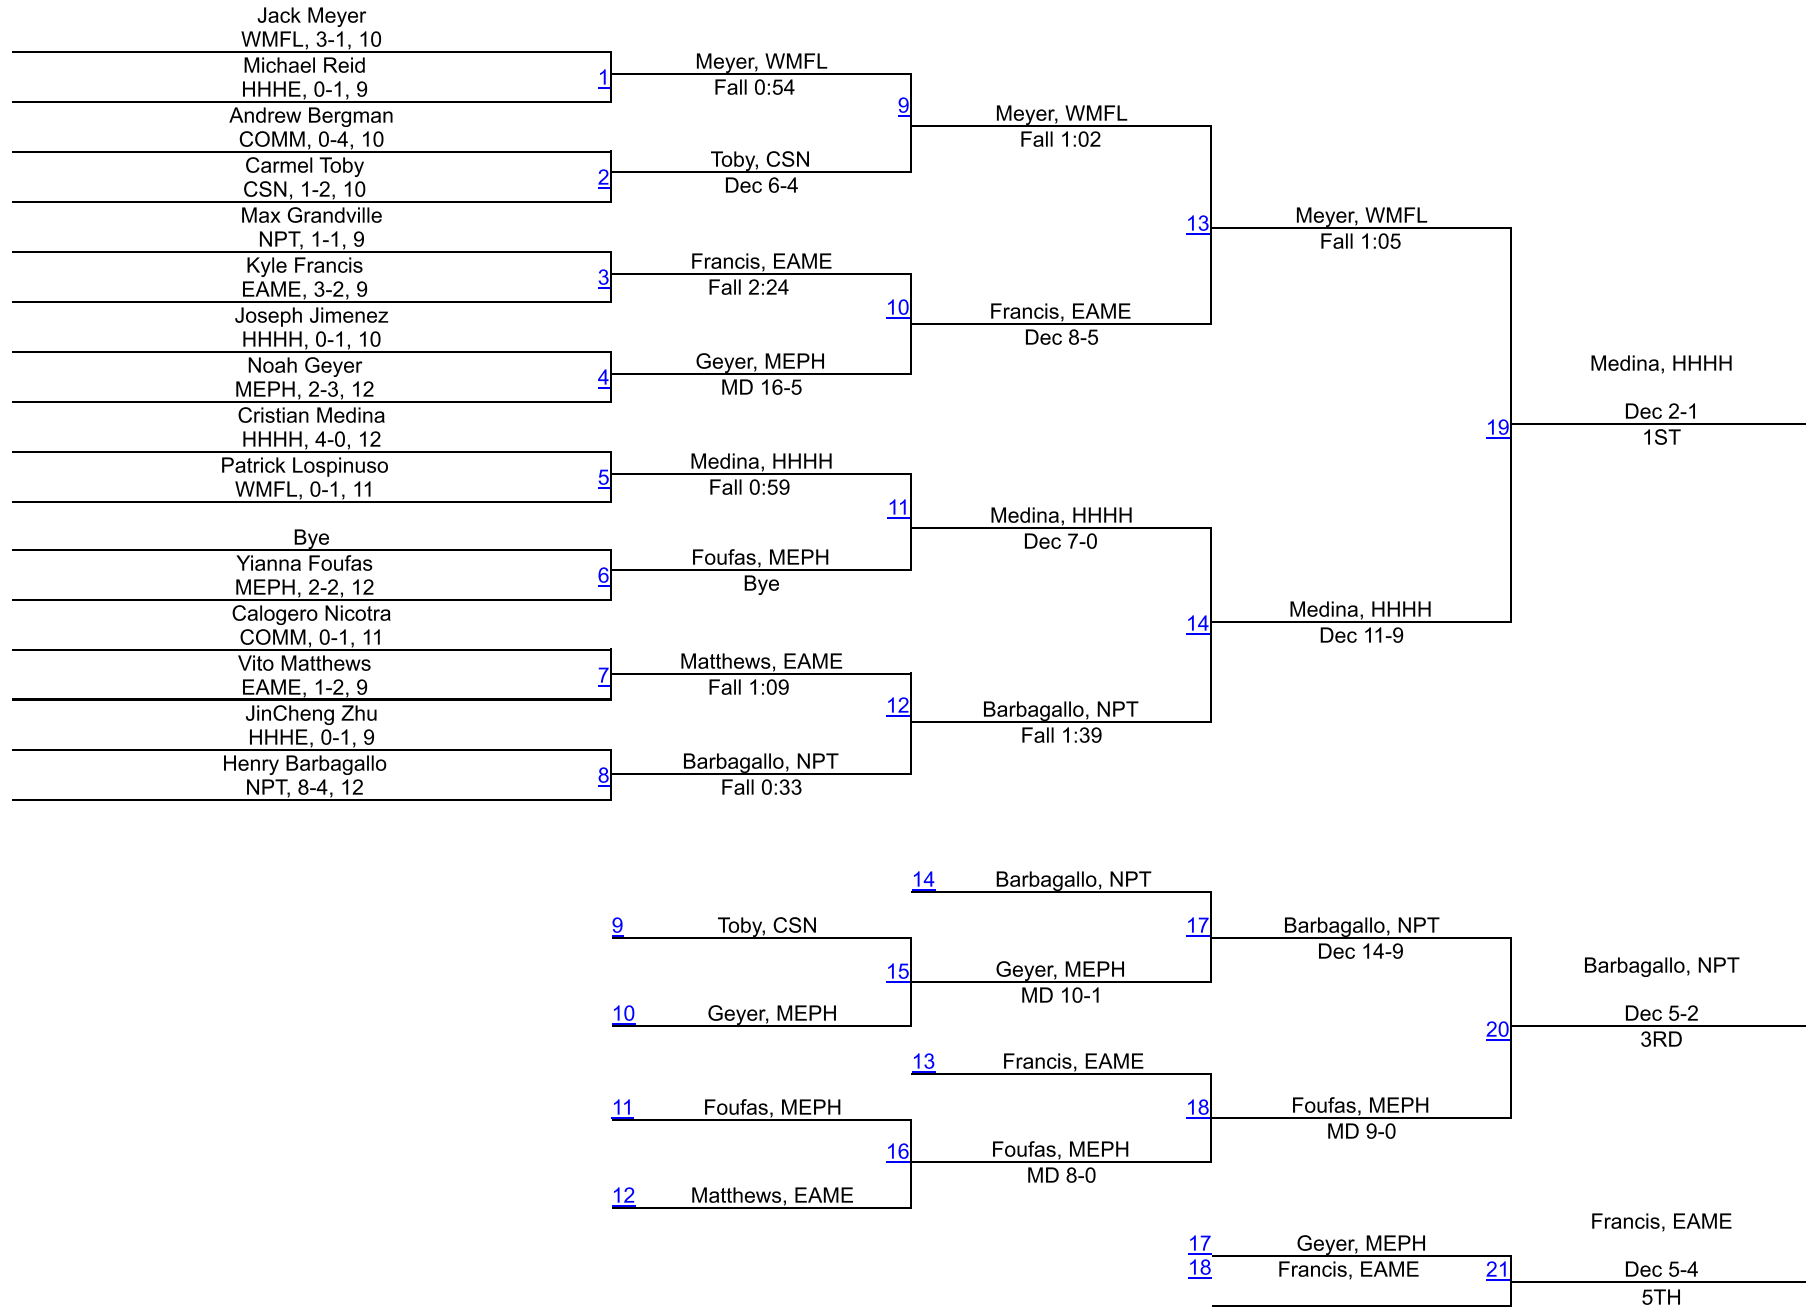 Jack Meyer
WMFL, 3-1, 10
Michael Reid
HHHE, 0-1, 9
1
Andrew Bergman
COMM, 0-4, 10
Carmel Toby
CSN, 1-2, 10
2
Max Grandville
NPT, 1-1, 9
Kyle Francis
EAME, 3-2, 9
3
Joseph Jimenez
HHHH, 0-1, 10
Noah Geyer
MEPH, 2-3, 12
4
Cristian Medina
HHHH, 4-0, 12
Patrick Lospinuso
WMFL, 0-1, 11
5
Bye
Yianna Foufas
MEPH, 2-2, 12
6
Calogero Nicotra
COMM, 0-1, 11
Vito Matthews
EAME, 1-2, 9
7
JinCheng Zhu
HHHE, 0-1, 9
Henry Barbagallo
NPT, 8-4, 12
8
Meyer, WMFL
Fall 0:54
9
Toby, CSN
Dec 6-4
Francis, EAME
Fall 2:24
10
Geyer, MEPH
MD 16-5
Medina, HHHH
Fall 0:59
11
Foufas, MEPH
Bye
Matthews, EAME
Fall 1:09
12
Barbagallo, NPT
Fall 0:33
Meyer, WMFL
Fall 1:02
13
Francis, EAME
Dec 8-5
Medina, HHHH
Dec 7-0
14
Barbagallo, NPT
Fall 1:39
Meyer, WMFL
Fall 1:05
19
Medina, HHHH
Dec 11-9
Medina, HHHH
Dec 2-1
1ST
14 Barbagallo, NPT
9 Toby, CSN
15
10 Geyer, MEPH
Geyer, MEPH
MD 10-1
17
13 Francis, EAME
11 Foufas, MEPH
16
12 Matthews, EAME
Foufas, MEPH
MD 8-0
18
Barbagallo, NPT
Dec 14-9
20
Foufas, MEPH
MD 9-0
Barbagallo, NPT
Dec 5-2
3RD
17 Geyer, MEPH
18 Francis, EAME
21
Francis, EAME
Dec 5-4
5TH